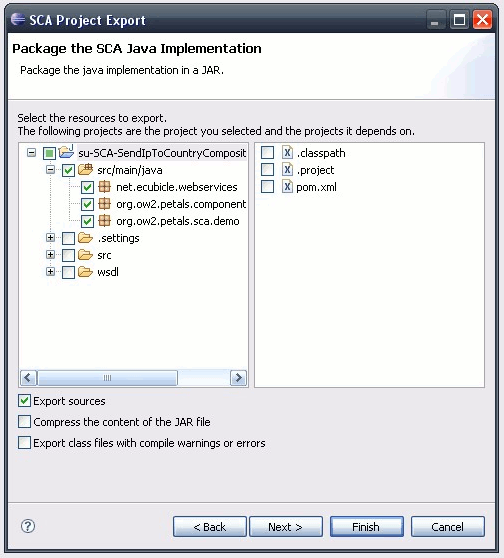 SCA Project Export
Package the SCA Java Implementation
Package the java implementation in a JAR.
Select the resources to export.
The following projects are the project you selected and the projects it depends on.
su-SCA-SendIpToCountryComposit
src/main/java
net.ecubicle.webservices
org.ow2.petals.component
org.ow2.petals.sca.demo
.settings
src
wsdl
.classpath
.project
pom.xml
Export sources
Compress the content of the JAR file
Export class files with compile warnings or errors
< Back
Next >
Finish
Cancel